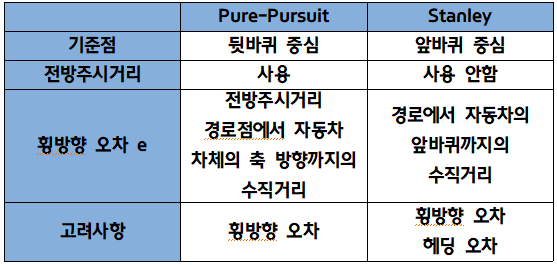 Pure-Pursuit Stanley
기준점 뒷바퀴 중심 앞바퀴 중심
전방주시거리 사용 사용 안함
횡방향 오차 e
전방주시거리
경로점에서 자동차
차체의 축 방향까지의
수직거리
경로에서 자동차의
앞바퀴까지의
수직거리
고려사항 횡방향 오차
횡방향 오차
헤딩 오차